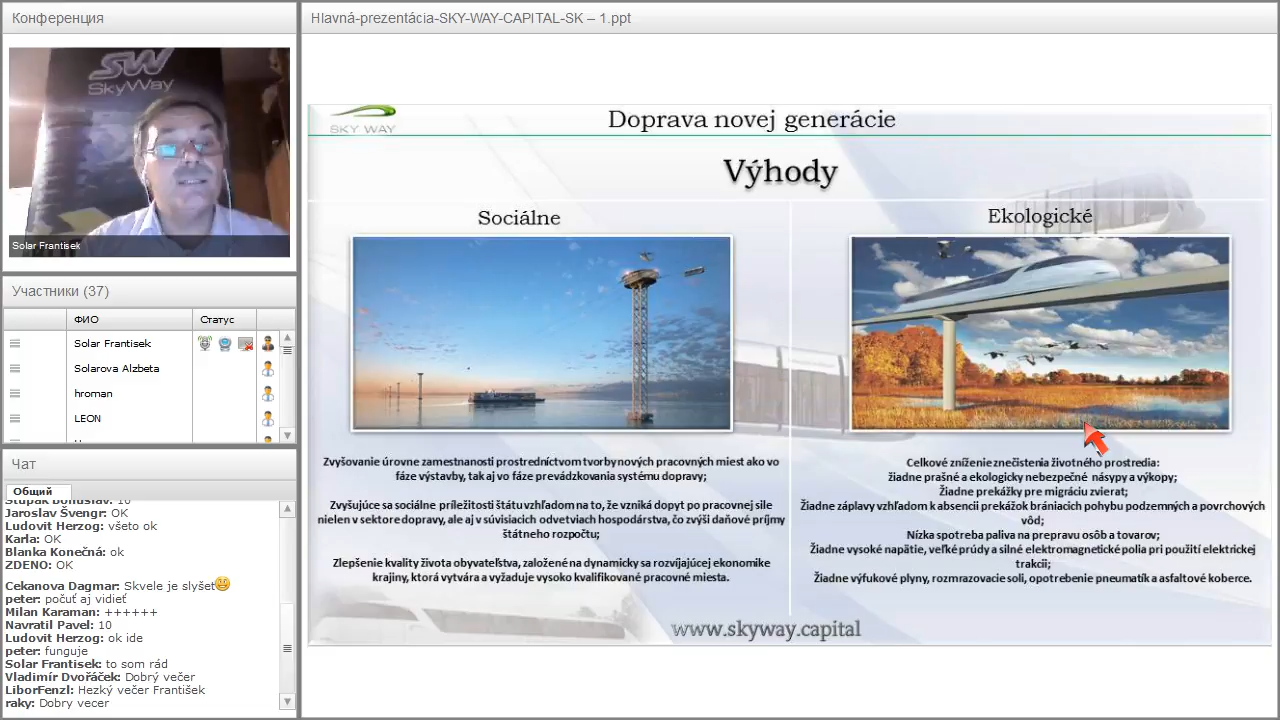 Конференция
SW
SkyWay
Solar Frantisek
Участники (37)
ФИО
Статус
Solar Frantisek
Solarova Alzbeta
hroman
LEON
Чат
Общий
Stupak Bohuslav: 10
Jaroslav Švengr: OK
Ludovit Herzog: všeto ok
Karla: OK
Blanka Konečná: ok
ZDENO: OK
Cekanova Dagmar: Skvele je slyšet
peter: počuť aj vidieť
Milan Karaman: ++++++
Navratil Pavel: 10
Ludovit Herzog: ok ide
peter: funguje
Solar Frantisek: to som rád
Vladimír Dvořáček: Dobrý večer
LiborFenzl: Hezký večer František
raky: Dobry vecer
Hlavná-prezentácia-SKY-WAY-CAPITAL-SK – 1.ppt
SKY WAY
Doprava novej generácie
Výhody
Sociálne
Zvyšovanie úrovne zamestnanosti prostredníctvom tvorby nových pracovných miest ako vo
fáze výstavby, tak aj vo fáze prevádzkovania systému dopravy;
Zvyšujúce sa sociálne príležitosti štátu vzhľadom na to, že vzniká dopyt po pracovnej sile
nielen v sektore dopravy, ale aj v súvisiacich odvetviach hospodárstva, čo zvýši daňové príjmy
štátneho rozpočtu;
Zlepšenie kvality života obyvateľstva, založené na dynamicky sa rozvíjajúcej ekonomike
krajiny, ktorá vytvára a vyžaduje vysoko kvalifikované pracovné miesta.
Ekologické
Celkové zníženie znečistenia životného prostredia:
žiadne prašné a ekologicky nebezpečné násypy a výkopy;
Žiadne prekážky pre migráciu zvierat;
Žiadne záplavy vzhľadom k absencii prekážok brániacich pohybu podzemných a povrchových
vôd;
Nízka spotreba paliva na prepravu osôb a tovarov;
Žiadne vysoké napätie, veľké prúdy a silné elektromagnetické polia pri použití elektrickej
trakcii;
Žiadne výfukové plyny, rozmrazovacie soli, opotrebenie pneumatík a asfaltové koberce.
www.skyway.capital